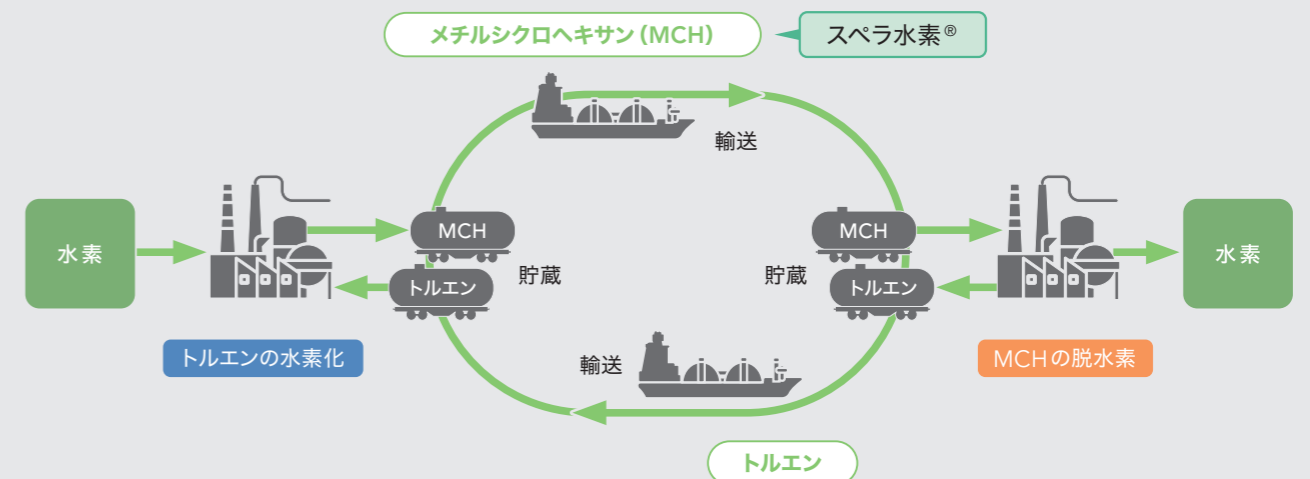 メチルシクロヘキサン（MCH）
スペラ水素®
輸送
水素
MCH
トルエン
貯蔵
貯蔵
MCH
トルエン
水素
トルエンの水素化
輸送
MCHの脱水素
トルエン